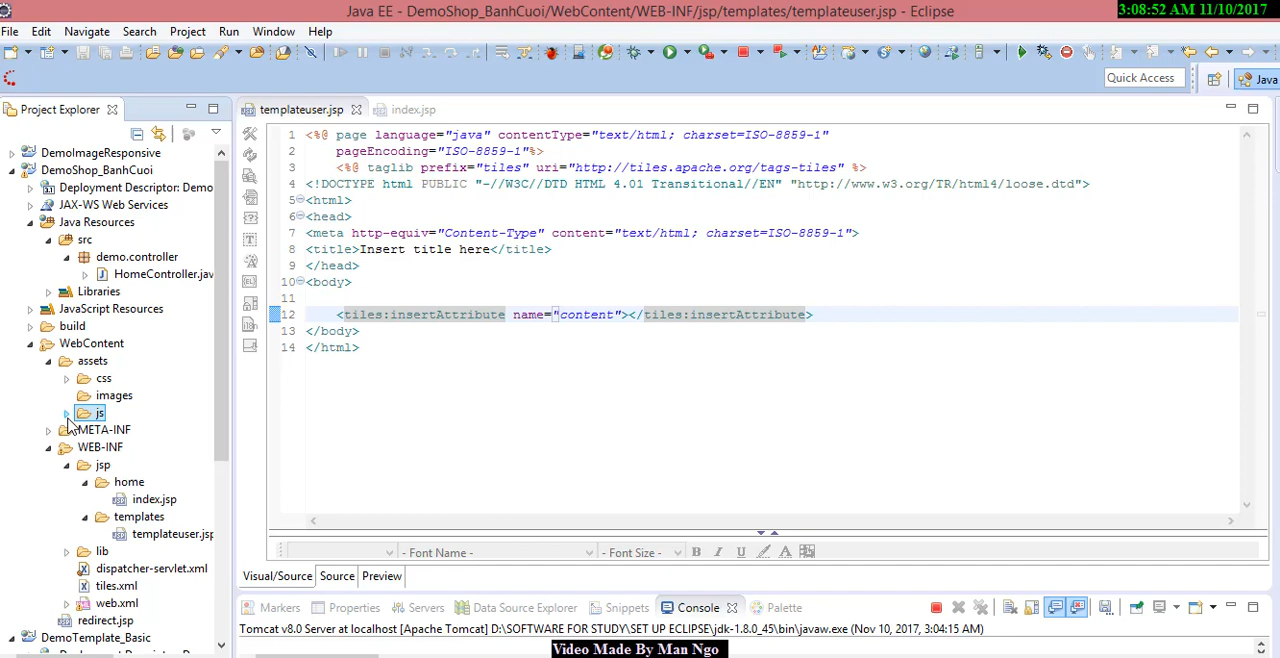 Java EE - DemoShop_BanhCuoi/WebContent/WEB-INF/jsp/templates/templateuser.jsp - Eclipse
3:08:52 AM 11/10/2017
File Edit Navigate Search Project Run Window Help
Quick Access
Java
Project Explorer
templateuser.jsp
index.jsp
DemoImageResponsive
DemoShop_BanhCuoi
Deployment Descriptor: Demo
JAX-WS Web Services
Java Resources
src
demo.controller
HomeController.jav
Libraries
JavaScript Resources
build
WebContent
assets
css
images
js
META-INF
WEB-INF
jsp
home
index.jsp
templates
templateuser.jsp
lib
dispatcher-servlet.xml
tiles.xml
web.xml
redirect.jsp
DemoTemplate_Basic
1 <%@ page language="java" contentType="text/html; charset=ISO-8859-1"
2 pageEncoding="ISO-8859-1"%>
3 <%@ taglib prefix="tiles" uri="http://tiles.apache.org/tags-tiles" %>
4 <!DOCTYPE html PUBLIC "-//W3C//DTD HTML 4.01 Transitional//EN" "http://www.w3.org/TR/html4/loose.dtd">
5 <html>
6 <head>
7 <meta http-equiv="Content-Type" content="text/html; charset=ISO-8859-1">
8 <title>Insert title here</title>
9 </head>
10 <body>
11
12 <tiles:insertAttribute name="content"></tiles:insertAttribute>
13 </body>
14 </html>
- Font Name -
- Font Size -
B I U A
Visual/Source Source Preview
Markers Properties Servers Data Source Explorer Snippets Console Palette
Tomcat v8.0 Server at localhost [Apache Tomcat] D:\SOFTWARE FOR STUDY\SET UP ECLIPSE\jdk-1.8.0_45\bin\javaw.exe (Nov 10, 2017, 3:04:15 AM)
Video Made By Man Ngo